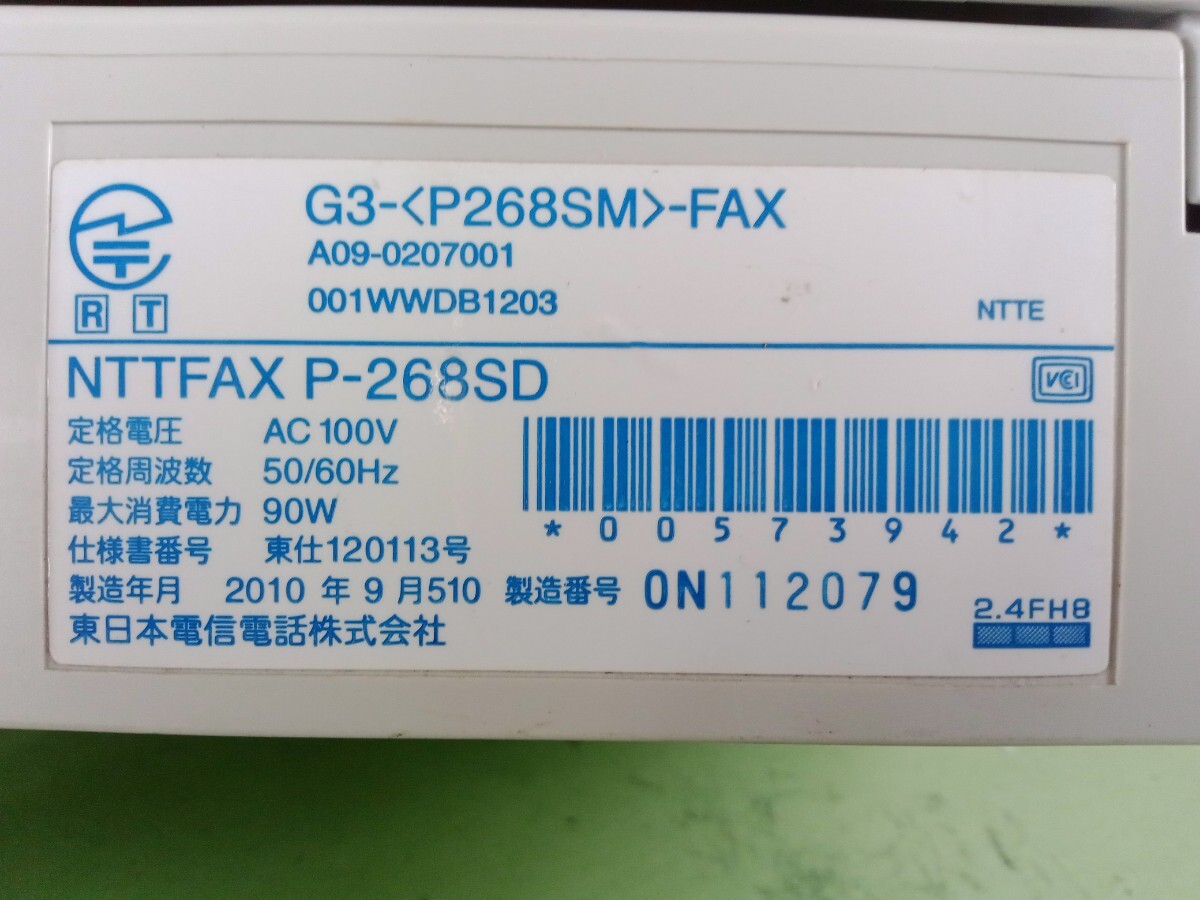 G3-<P268SM>-FAX
A09-0207001
R T 001WWDB1203 NTTE
NTTFAX P-268SD VCCI
定格電圧 AC 100V
定格周波数 50/60Hz
最大消費電力 90W
*00573942*
仕様書番号 東仕120113号
製造年月 2010 年 9 月510 製造番号 0N112079
2.4FH8
東日本電信電話株式会社